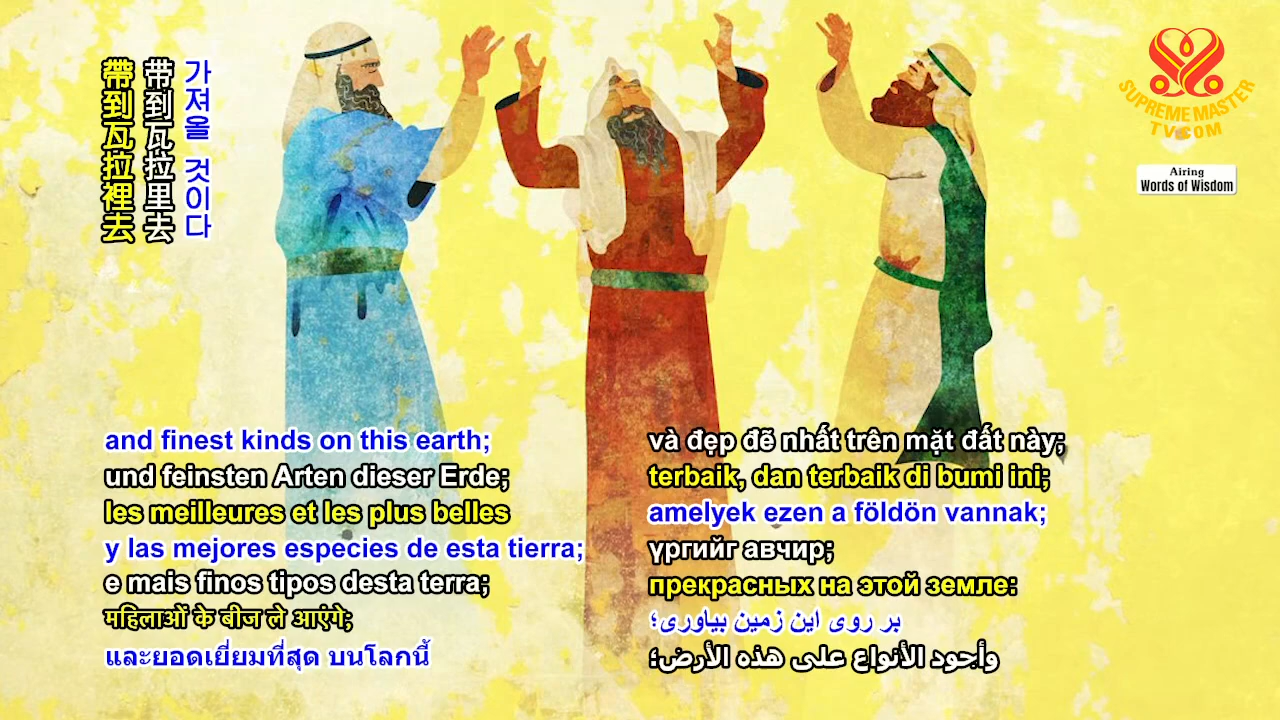 帶到瓦拉裡去
带到瓦拉里去
가져올 것이다
SUPREME MASTER
TV.COM
Airing
Words of Wisdom
and finest kinds on this earth;
und feinsten Arten dieser Erde;
les meilleures et les plus belles
y las mejores especies de esta tierra;
e mais finos tipos desta terra;
महिलाओं के बीज ले आएंगे;
และยอดเยี่ยมที่สุด บนโลกนี้
và đẹp đẽ nhất trên mặt đất này;
terbaik, dan terbaik di bumi ini;
amelyek ezen a földön vannak;
үргийг авчир;
прекрасных на этой земле:
بر روی این زمین بیاوری؛
وأجود الأنواع على هذه الأرض؛